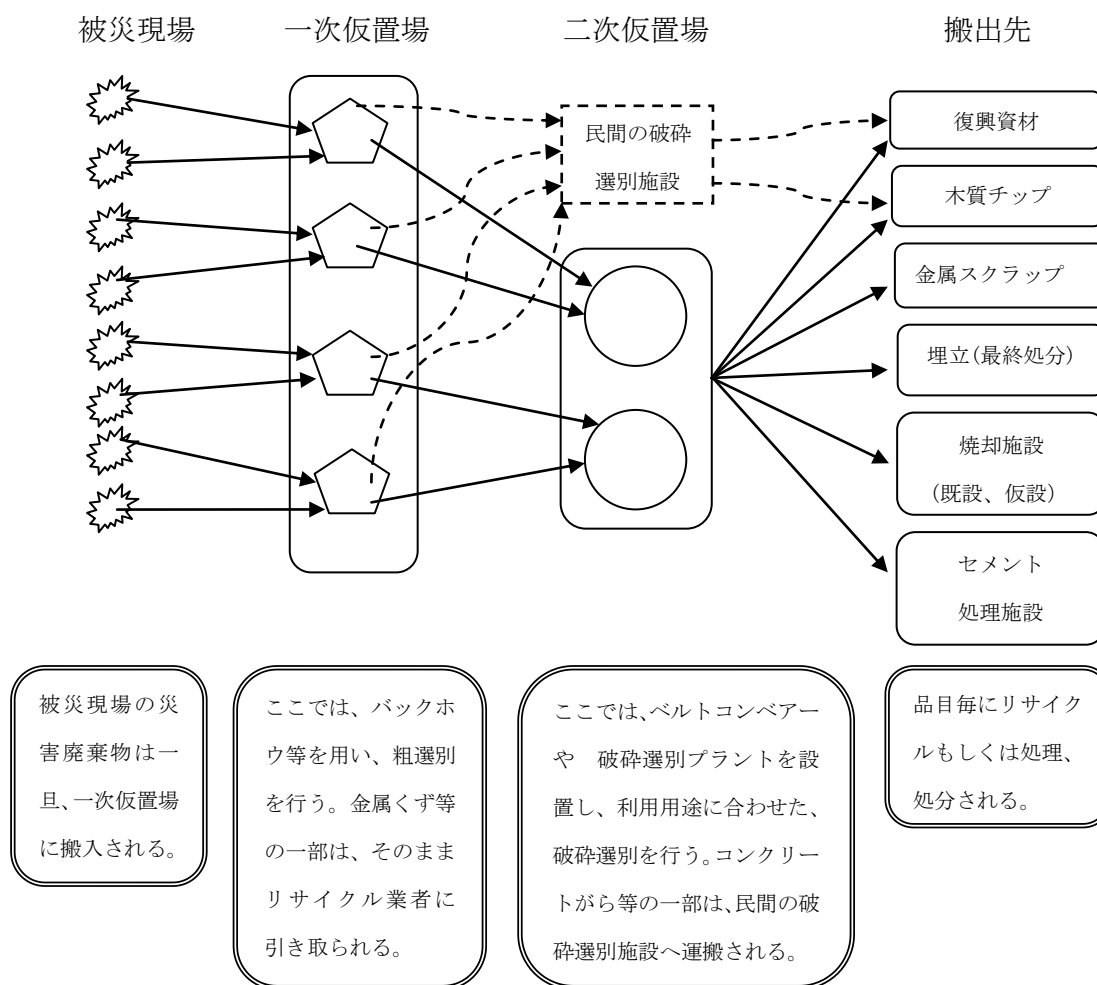 被災現場
一次仮置場
二次仮置場
搬出先
民間の破砕
選別施設
復興資材
木質チップ
金属スクラップ
埋立(最終処分)
焼却施設
(既設、仮設)
セメント
処理施設
被災現場の災
害廃棄物は一
旦、一次仮置場
に搬入される。
ここでは、バックホ
ウ等を用い、粗選別
を行う。金属くず等
の一部は、そのまま
リサイクル業者に
引き取られる。
ここでは、ベルトコンベアー
や　破砕選別プラントを設
置し、利用用途に合わせた、
破砕選別を行う。コンクリー
トがら等の一部は、民間の破
砕選別施設へ運搬される。
品目毎にリサイク
ルもしくは処理、
処分される。